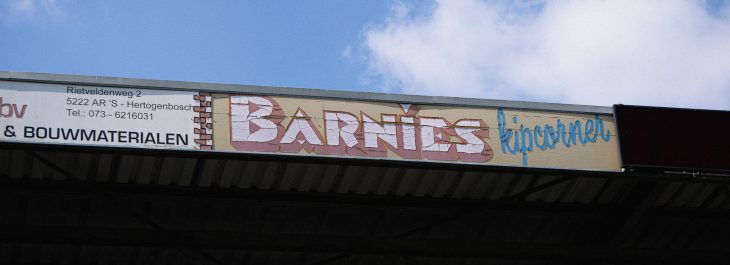 Rietveldenweg 2
5222 AR 'S - Hertogenbosch
Tel.: 073- 6216031
bv
& BOUWMATERIALEN
BARNIES kipcorner